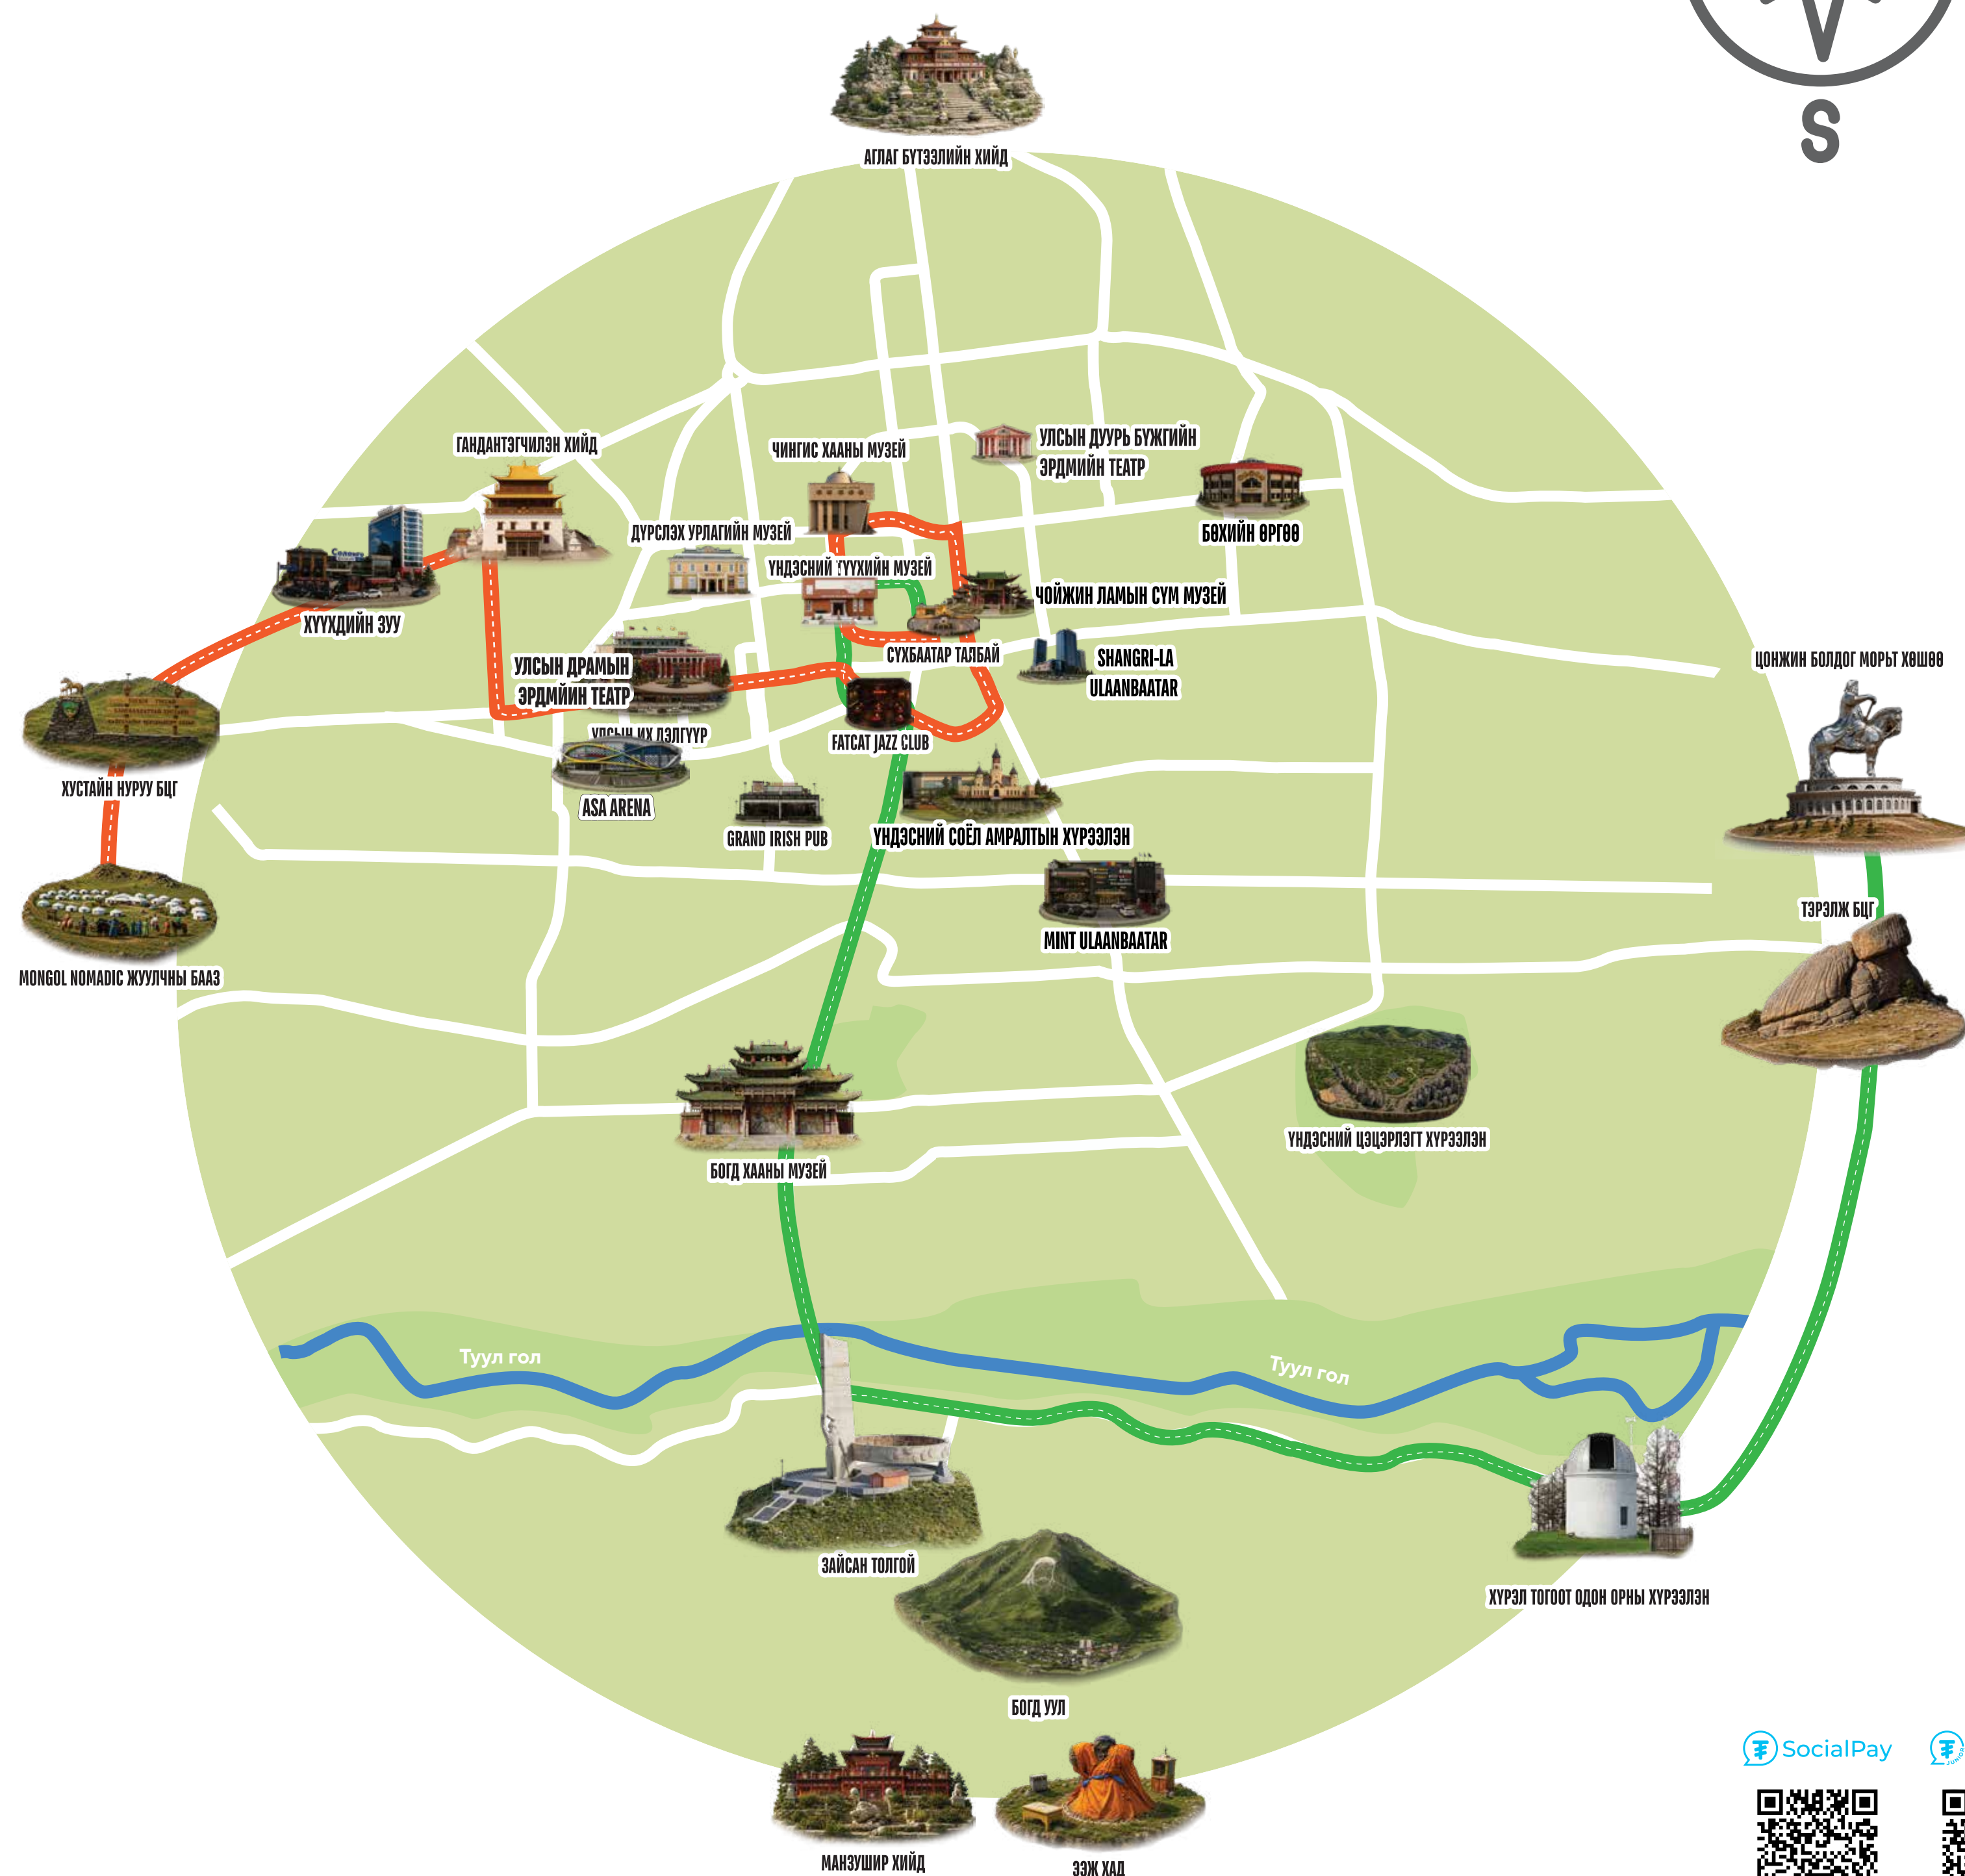 S
АГЛАГ БҮТЭЭЛИЙН ХИЙД
ГАНДАНТЭГЧИЛЭН ХИЙД
ЧИНГИС ХААНЫ МУЗЕЙ
УЛСЫН ДУУРЬ БҮЖГИЙН
ЭРДМИЙН ТЕАТР
ДҮРСЛЭХ УРЛАГИЙН МУЗЕЙ
БӨХИЙН ӨРГӨӨ
ҮНДЭСНИЙ ТҮҮХИЙН МУЗЕЙ
ЧОЙЖИН ЛАМЫН СҮМ МУЗЕЙ
ХҮҮХДИЙН ЗУУ
СҮХБААТАР ТАЛБАЙ
SHANGRI-LA
ULAANBAATAR
УЛСЫН ДРАМЫН
ЭРДМИЙН ТЕАТР
ЦОНЖИН БОЛДОГ МОРЬТ ХӨШӨӨ
УЛСЫН ИХ ДЭЛГҮҮР
FATCAT JAZZ CLUB
ХУСТАЙН НУРУУ БЦГ
ASA ARENA
GRAND IRISH PUB
ҮНДЭСНИЙ СОЁЛ АМРАЛТЫН ХҮРЭЭЛЭН
ТЭРЭЛЖ БЦГ
MINT ULAANBAATAR
MONGOL NOMADIC ЖУУЛЧНЫ БААЗ
ҮНДЭСНИЙ ЦЭЦЭРЛЭГТ ХҮРЭЭЛЭН
БОГД ХААНЫ МУЗЕЙ
Туул гол
Туул гол
ЗАЙСАН ТОЛГОЙ
ХҮРЭЛ ТОГООТ ОДОН ОРНЫ ХҮРЭЭЛЭН
БОГД УУЛ
SocialPay
МАНЗУШИР ХИЙД
ЭЭЖ ХАД